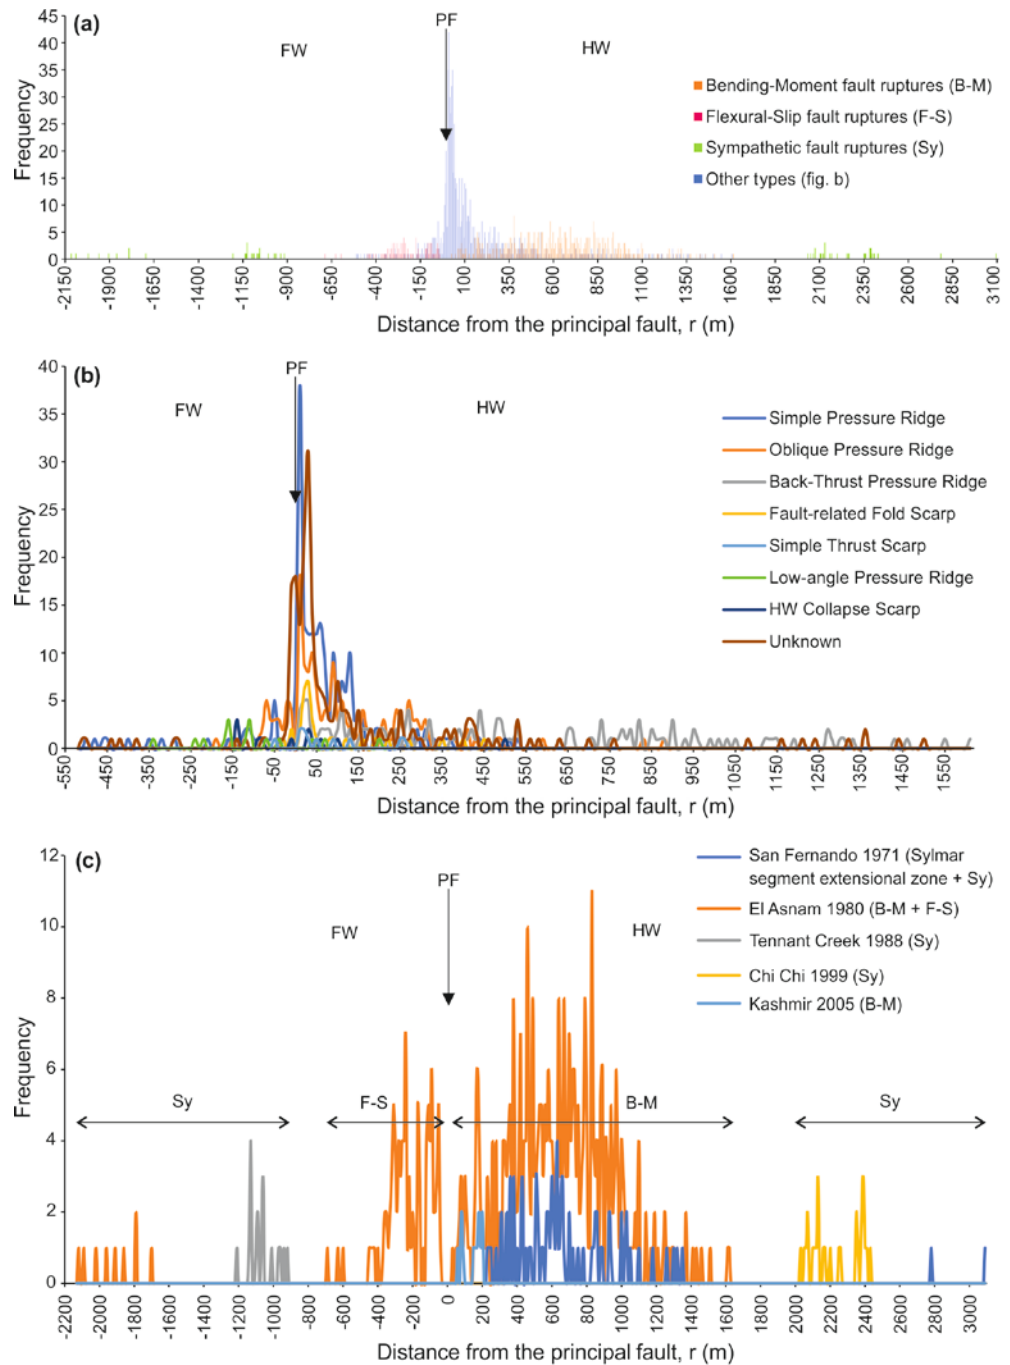 (a)
PF
FW
HW
45
40
35
30
25
20
15
10
5
0
Frequency
Bending-Moment fault ruptures (B-M)
Flexural-Slip fault ruptures (F-S)
Sympathetic fault ruptures (Sy)
Other types (fig. b)
-2150 -1900 -1650 -1400 -1150 -900 -650 -400 -150 100 350 600 850 1100 1350 1600 1850 2100 2350 2600 2850 3100
Distance from the principal fault, r (m)
(b)
PF
FW
HW
40
35
30
25
20
15
10
5
0
Frequency
Simple Pressure Ridge
Oblique Pressure Ridge
Back-Thrust Pressure Ridge
Fault-related Fold Scarp
Simple Thrust Scarp
Low-angle Pressure Ridge
HW Collapse Scarp
Unknown
-550 -450 -350 -250 -150 -50 50 150 250 350 450 550 650 750 850 950 1050 1150 1250 1350 1450 1550
Distance from the principal fault, r (m)
(c)
PF
FW
HW
12
10
8
6
4
2
0
Frequency
San Fernando 1971 (Sylmar
segment extensional zone + Sy)
El Asnam 1980 (B-M + F-S)
Tennant Creek 1988 (Sy)
Chi Chi 1999 (Sy)
Kashmir 2005 (B-M)
Sy
F-S
B-M
Sy
-2200 -2000 -1800 -1600 -1400 -1200 -1000 -800 -600 -400 -200 0 200 400 600 800 1000 1200 1400 1600 1800 2000 2200 2400 2600 2800 3000
Distance from the principal fault, r (m)